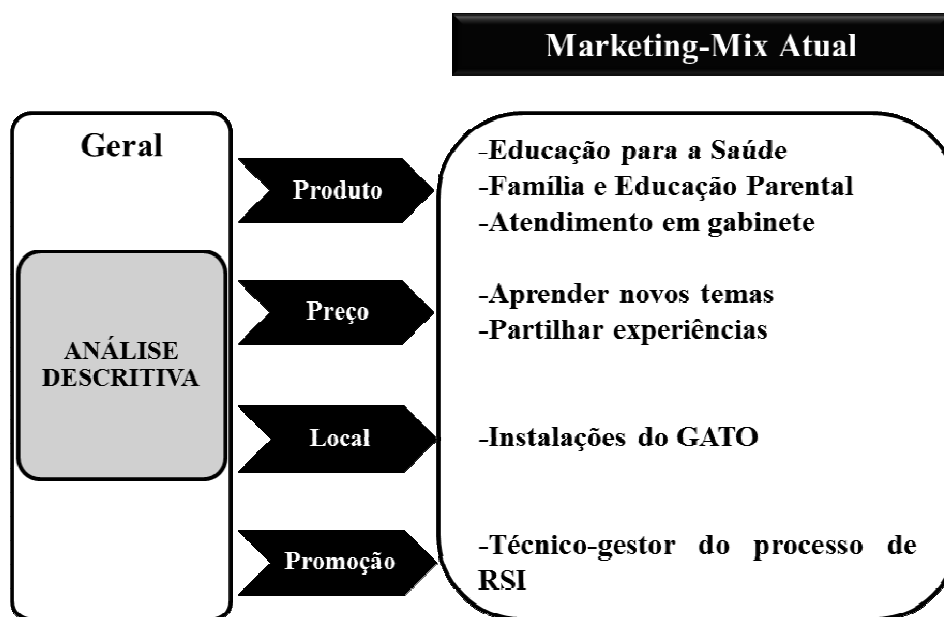 Marketing-Mix Atual
Geral
ANÁLISE
DESCRITIVA
Produto
-Educação para a Saúde
-Família e Educação Parental
-Atendimento em gabinete
Preço
-Aprender novos temas
-Partilhar experiências
Local
-Instalações do GATO
Promoção
-Técnico-gestor do processo de
RSI